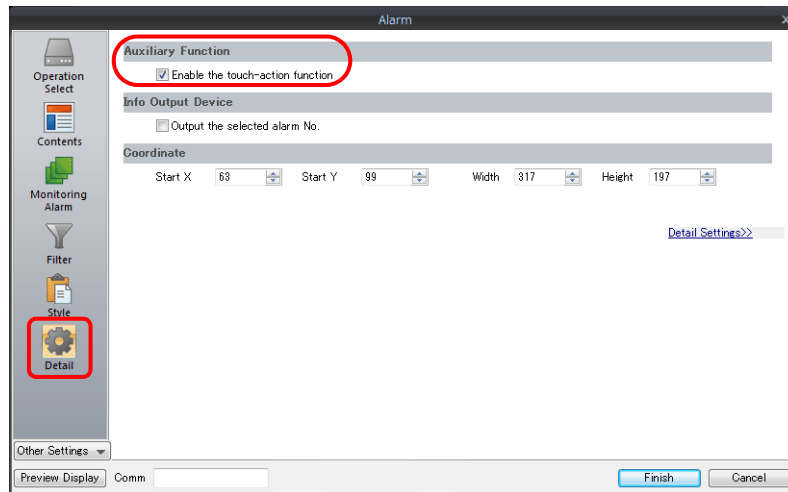 Alarm
Operation
Select
Contents
Monitoring
Alarm
Filter
Style
Detail
Other Settings
Auxiliary Function
Enable the touch-action function
Info Output Device
Output the selected alarm No.
Coordinate
Start X 63 Start Y 99 Width 317 Height 197
Detail Settings>>
Preview Display Comm Finish Cancel